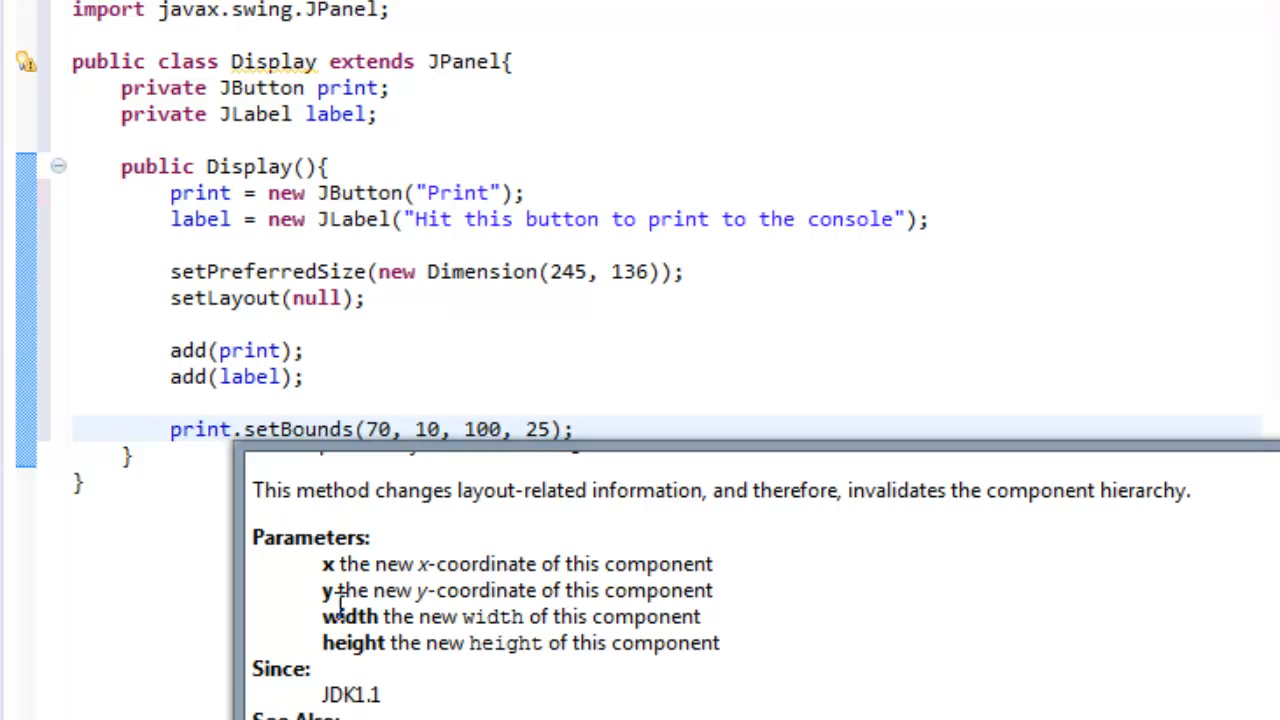 import javax.swing.JPanel;
public class Display extends JPanel{
private JButton print;
private JLabel label;
public Display(){
print = new JButton("Print");
label = new JLabel("Hit this button to print to the console");
setPreferredSize(new Dimension(245, 136));
setLayout(null);
add(print);
add(label);
print.setBounds(70, 10, 100, 25);
}
}
This method changes layout-related information, and therefore, invalidates the component hierarchy.
Parameters:
x the new x-coordinate of this component
y the new y-coordinate of this component
width the new width of this component
height the new height of this component
Since:
JDK1.1
See Also: